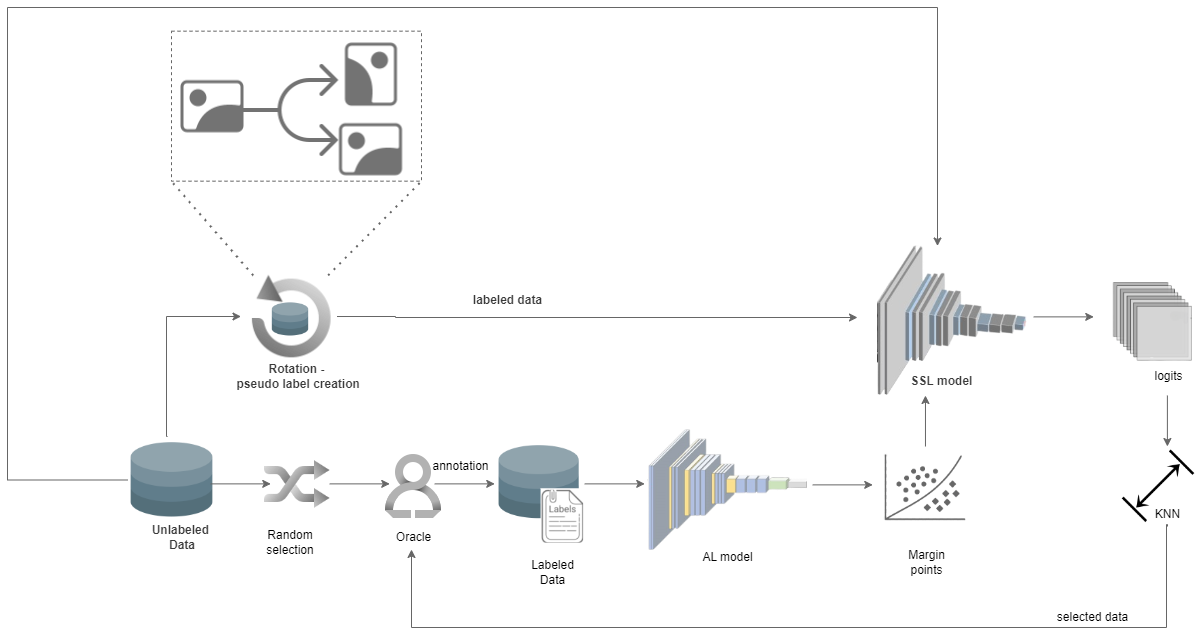 labeled data
Rotation -
pseudo label creation
SSL model
logits
annotation
Labels
KNN
Unlabeled
Data
Random
selection
Oracle
Labeled
Data
AL model
Margin
points
selected data